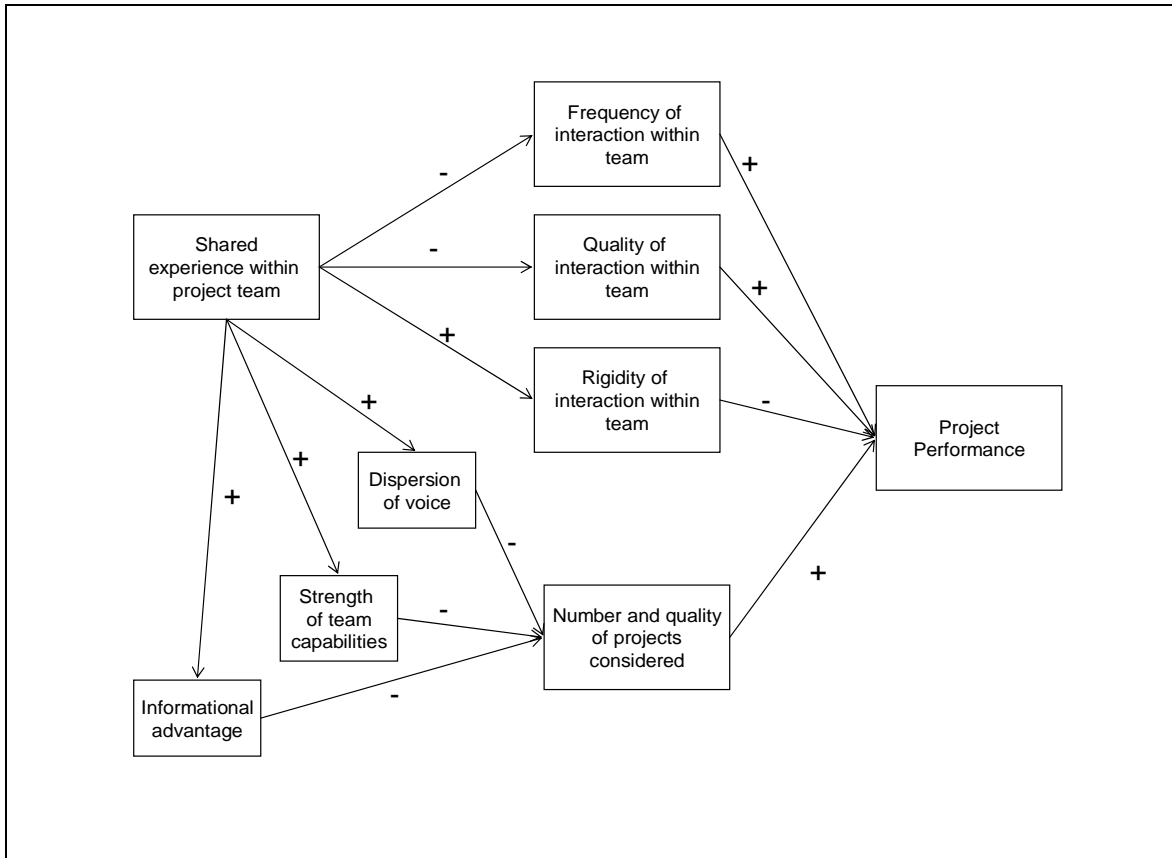 Frequency of
interaction within
team
+
-
Shared
experience within
project team
-
Quality of
interaction within
team
+
+
Rigidity of
interaction within
team
-
Project
Performance
+
+
+
Dispersion
of voice
-
Strength
of team
capabilities
-
Number and quality
of projects
considered
+
Informational
advantage
-